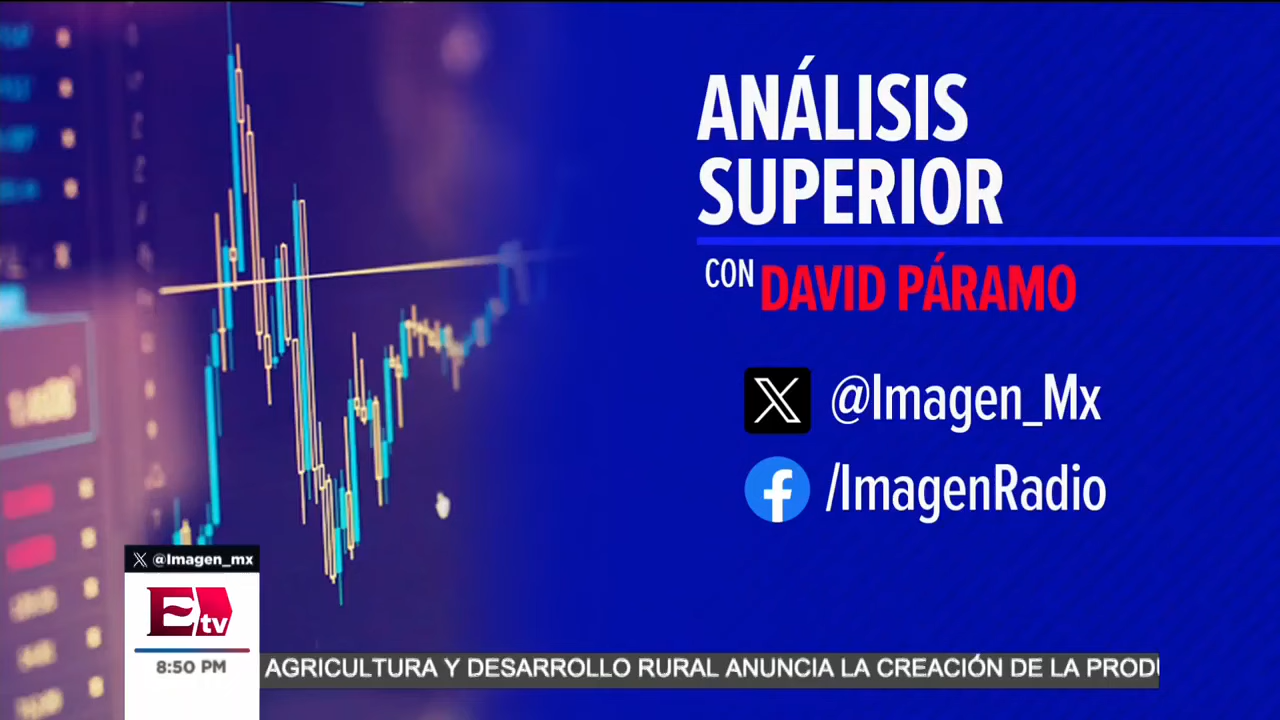 ANÁLISIS
SUPERIOR
CON DAVID PÁRAMO
@Imagen_Mx
/ImagenRadio
@Imagen_mx
Etv
8:50 PM
AGRICULTURA Y DESARROLLO RURAL ANUNCIA LA CREACIÓN DE LA PRODU